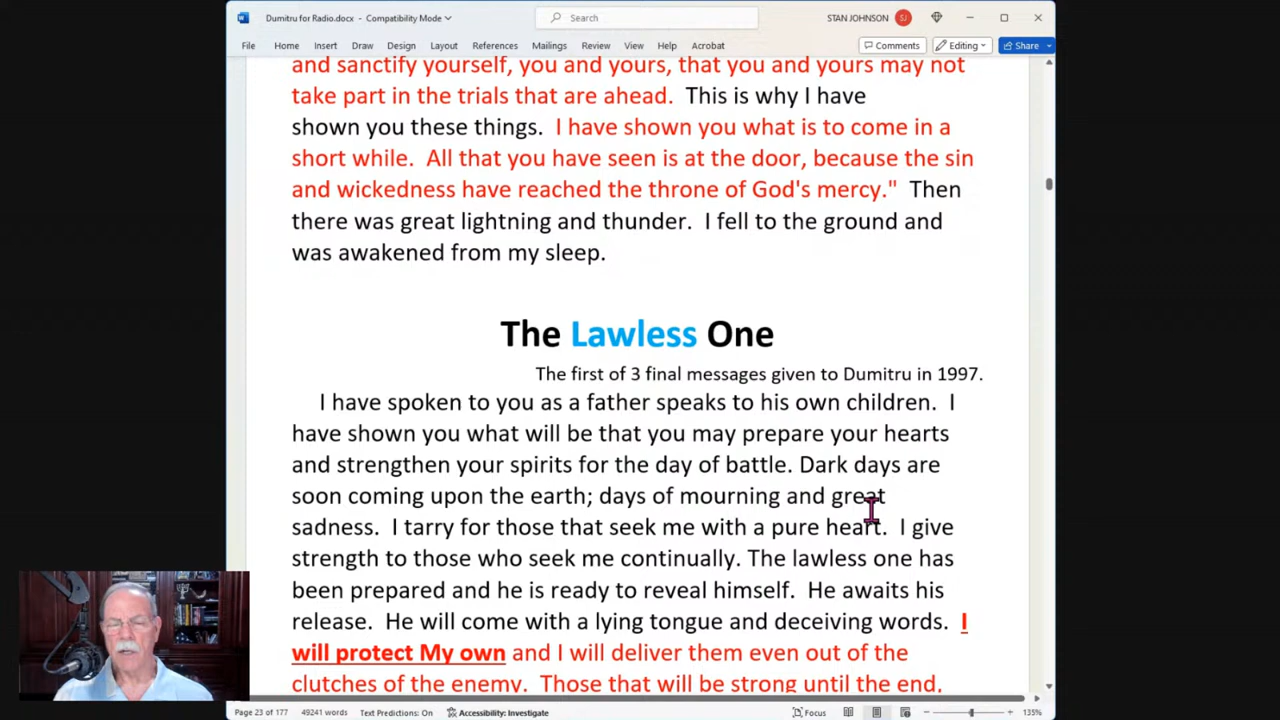 Dumitru for Radio.docx - Compatibility Mode
Search
STAN JOHNSON
SJ
File Home Insert Draw Design Layout References Mailings Review View Help Acrobat
Comments Editing Share
and sanctify yourself, you and yours, that you and yours may not
take part in the trials that are ahead. This is why I have
shown you these things. I have shown you what is to come in a
short while. All that you have seen is at the door, because the sin
and wickedness have reached the throne of God's mercy." Then
there was great lightning and thunder. I fell to the ground and
was awakened from my sleep.
The Lawless One
The first of 3 final messages given to Dumitru in 1997.
I have spoken to you as a father speaks to his own children. I
have shown you what will be that you may prepare your hearts
and strengthen your spirits for the day of battle. Dark days are
soon coming upon the earth; days of mourning and great
sadness. I tarry for those that seek me with a pure heart. I give
strength to those who seek me continually. The lawless one has
been prepared and he is ready to reveal himself. He awaits his
release. He will come with a lying tongue and deceiving words. I
will protect My own and I will deliver them even out of the
clutches of the enemy. Those that will be strong until the end,
Page 23 of 177 49241 words Text Predictions: On Accessibility: Investigate Focus 135%